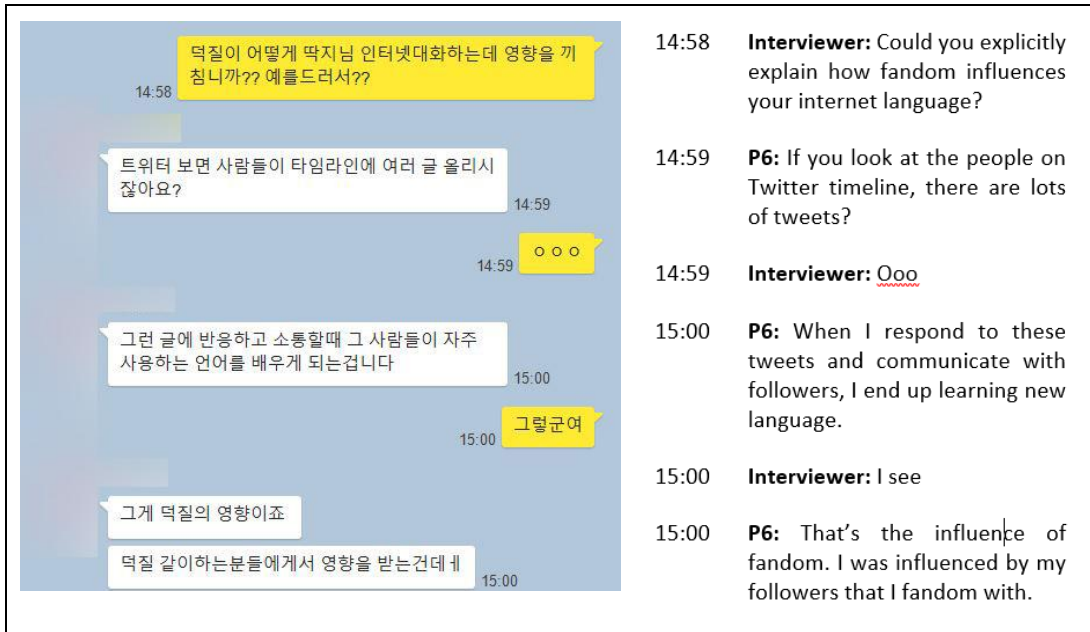 덕질이 어떻게 딱지님 인터넷대화하는데 영향을 끼
침니까?? 예를드러서??
14:58
트위터 보면 사람들이 타임라인에 여러 글 올리시
잖아요?
14:59
ㅇㅇㅇ
14:59
그런 글에 반응하고 소통할때 그 사람들이 자주
사용하는 언어를 배우게 되는겁니다
15:00
그렇군여
15:00
그게 덕질의 영향이죠
덕질 같이하는분들에게서 영향을 받는건데ㅔ
15:00
14:58 Interviewer: Could you explicitly
explain how fandom influences
your internet language?
14:59 P6: If you look at the people on
Twitter timeline, there are lots
of tweets?
14:59 Interviewer: Ooo
15:00 P6: When I respond to these
tweets and communicate with
followers, I end up learning new
language.
15:00 Interviewer: I see
15:00 P6: That's the influence of
fandom. I was influenced by my
followers that I fandom with.